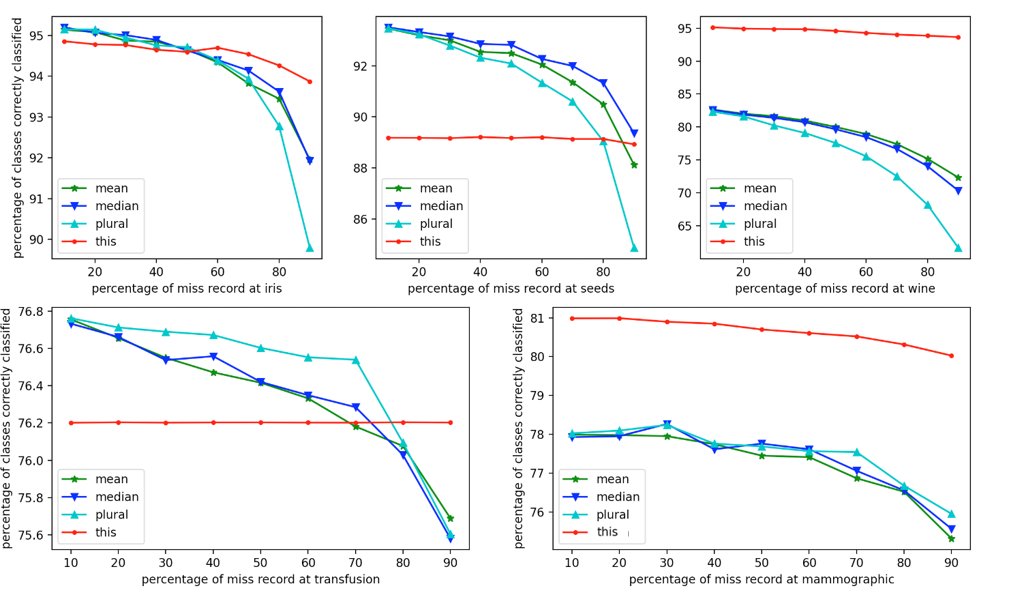 percentage of classes correctly classified
95
94
93
92
91
90
mean
median
plural
this
20 40 60 80
percentage of miss record at iris
92
90
88
86
mean
median
plural
this
20 40 60 80
percentage of miss record at seeds
95
90
85
80
75
70
65
mean
median
plural
this
20 40 60 80
percentage of miss record at wine
percentage of classes correctly classified
76.8
76.6
76.4
76.2
76.0
75.8
75.6
mean
median
plural
this
10 20 30 40 50 60 70 80 90
percentage of miss record at transfusion
percentage of classes correctly classified
81
80
79
78
77
76
mean
median
plural
this
10 20 30 40 50 60 70 80 90
percentage of miss record at mammographic